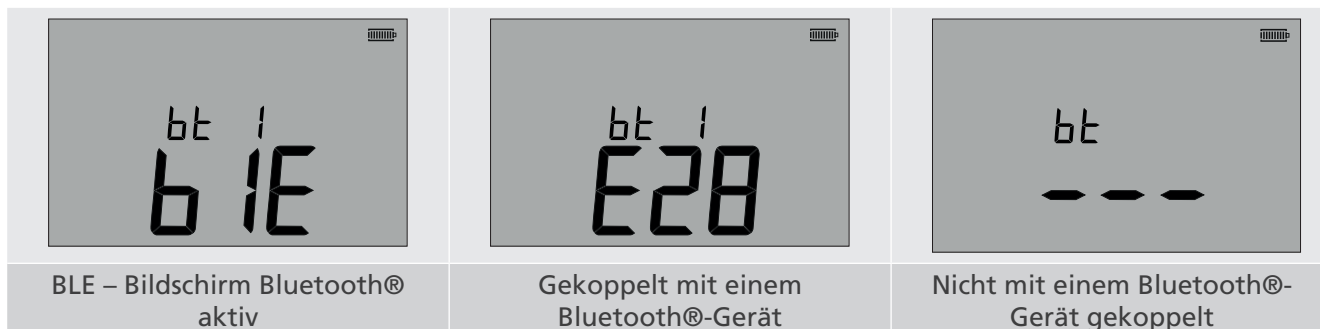 bt 1
b1E
BLE – Bildschirm Bluetooth®
aktiv
bt 1
E28
Gekoppelt mit einem
Bluetooth®-Gerät
bt
---
Nicht mit einem Bluetooth®-
Gerät gekoppelt